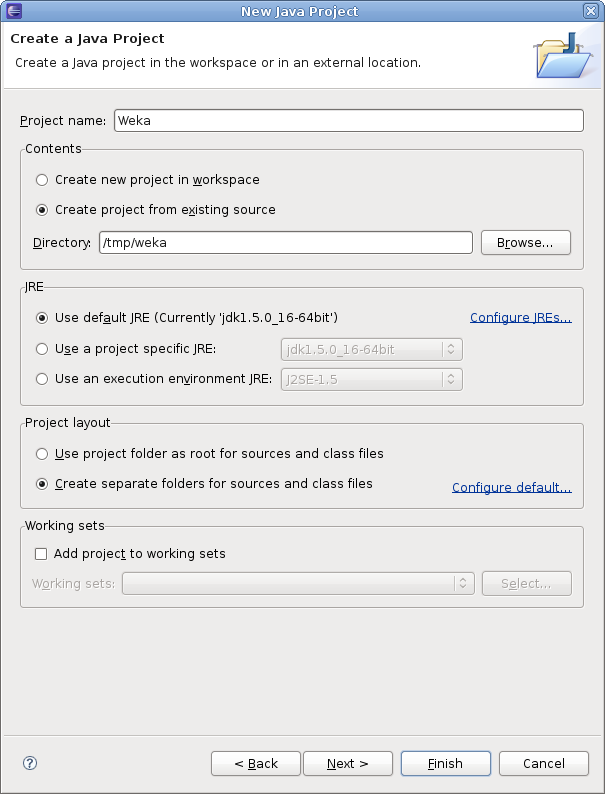 New Java Project
Create a Java Project
Create a Java project in the workspace or in an external location.
Project name: Weka
Contents
Create new project in workspace
Create project from existing source
Directory: /tmp/weka Browse...
JRE
Use default JRE (Currently 'jdk1.5.0_16-64bit') Configure JREs...
Use a project specific JRE: jdk1.5.0_16-64bit
Use an execution environment JRE: J2SE-1.5
Project layout
Use project folder as root for sources and class files
Create separate folders for sources and class files Configure default...
Working sets
Add project to working sets
Working sets: Select...
? < Back Next > Finish Cancel